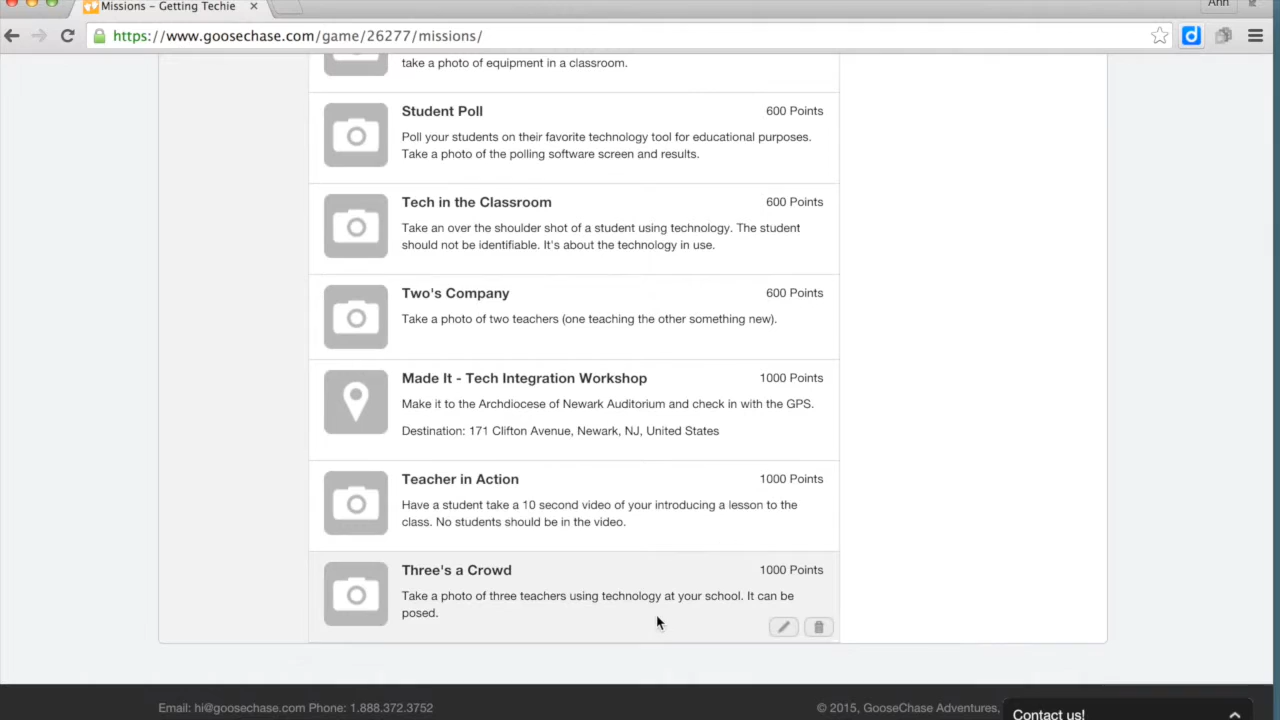 Missions – Getting Techie
Ann
https://www.goosechase.com/game/26277/missions/
take a photo of equipment in a classroom.
Student Poll 600 Points
Poll your students on their favorite technology tool for educational purposes.
Take a photo of the polling software screen and results.
Tech in the Classroom 600 Points
Take an over the shoulder shot of a student using technology. The student
should not be identifiable. It's about the technology in use.
Two's Company 600 Points
Take a photo of two teachers (one teaching the other something new).
Made It - Tech Integration Workshop 1000 Points
Make it to the Archdiocese of Newark Auditorium and check in with the GPS.
Destination: 171 Clifton Avenue, Newark, NJ, United States
Teacher in Action 1000 Points
Have a student take a 10 second video of your introducing a lesson to the
class. No students should be in the video.
Three's a Crowd 1000 Points
Take a photo of three teachers using technology at your school. It can be
posed.
Email: hi@goosechase.com Phone: 1.888.372.3752 © 2015, GooseChase Adventures,
Contact us!